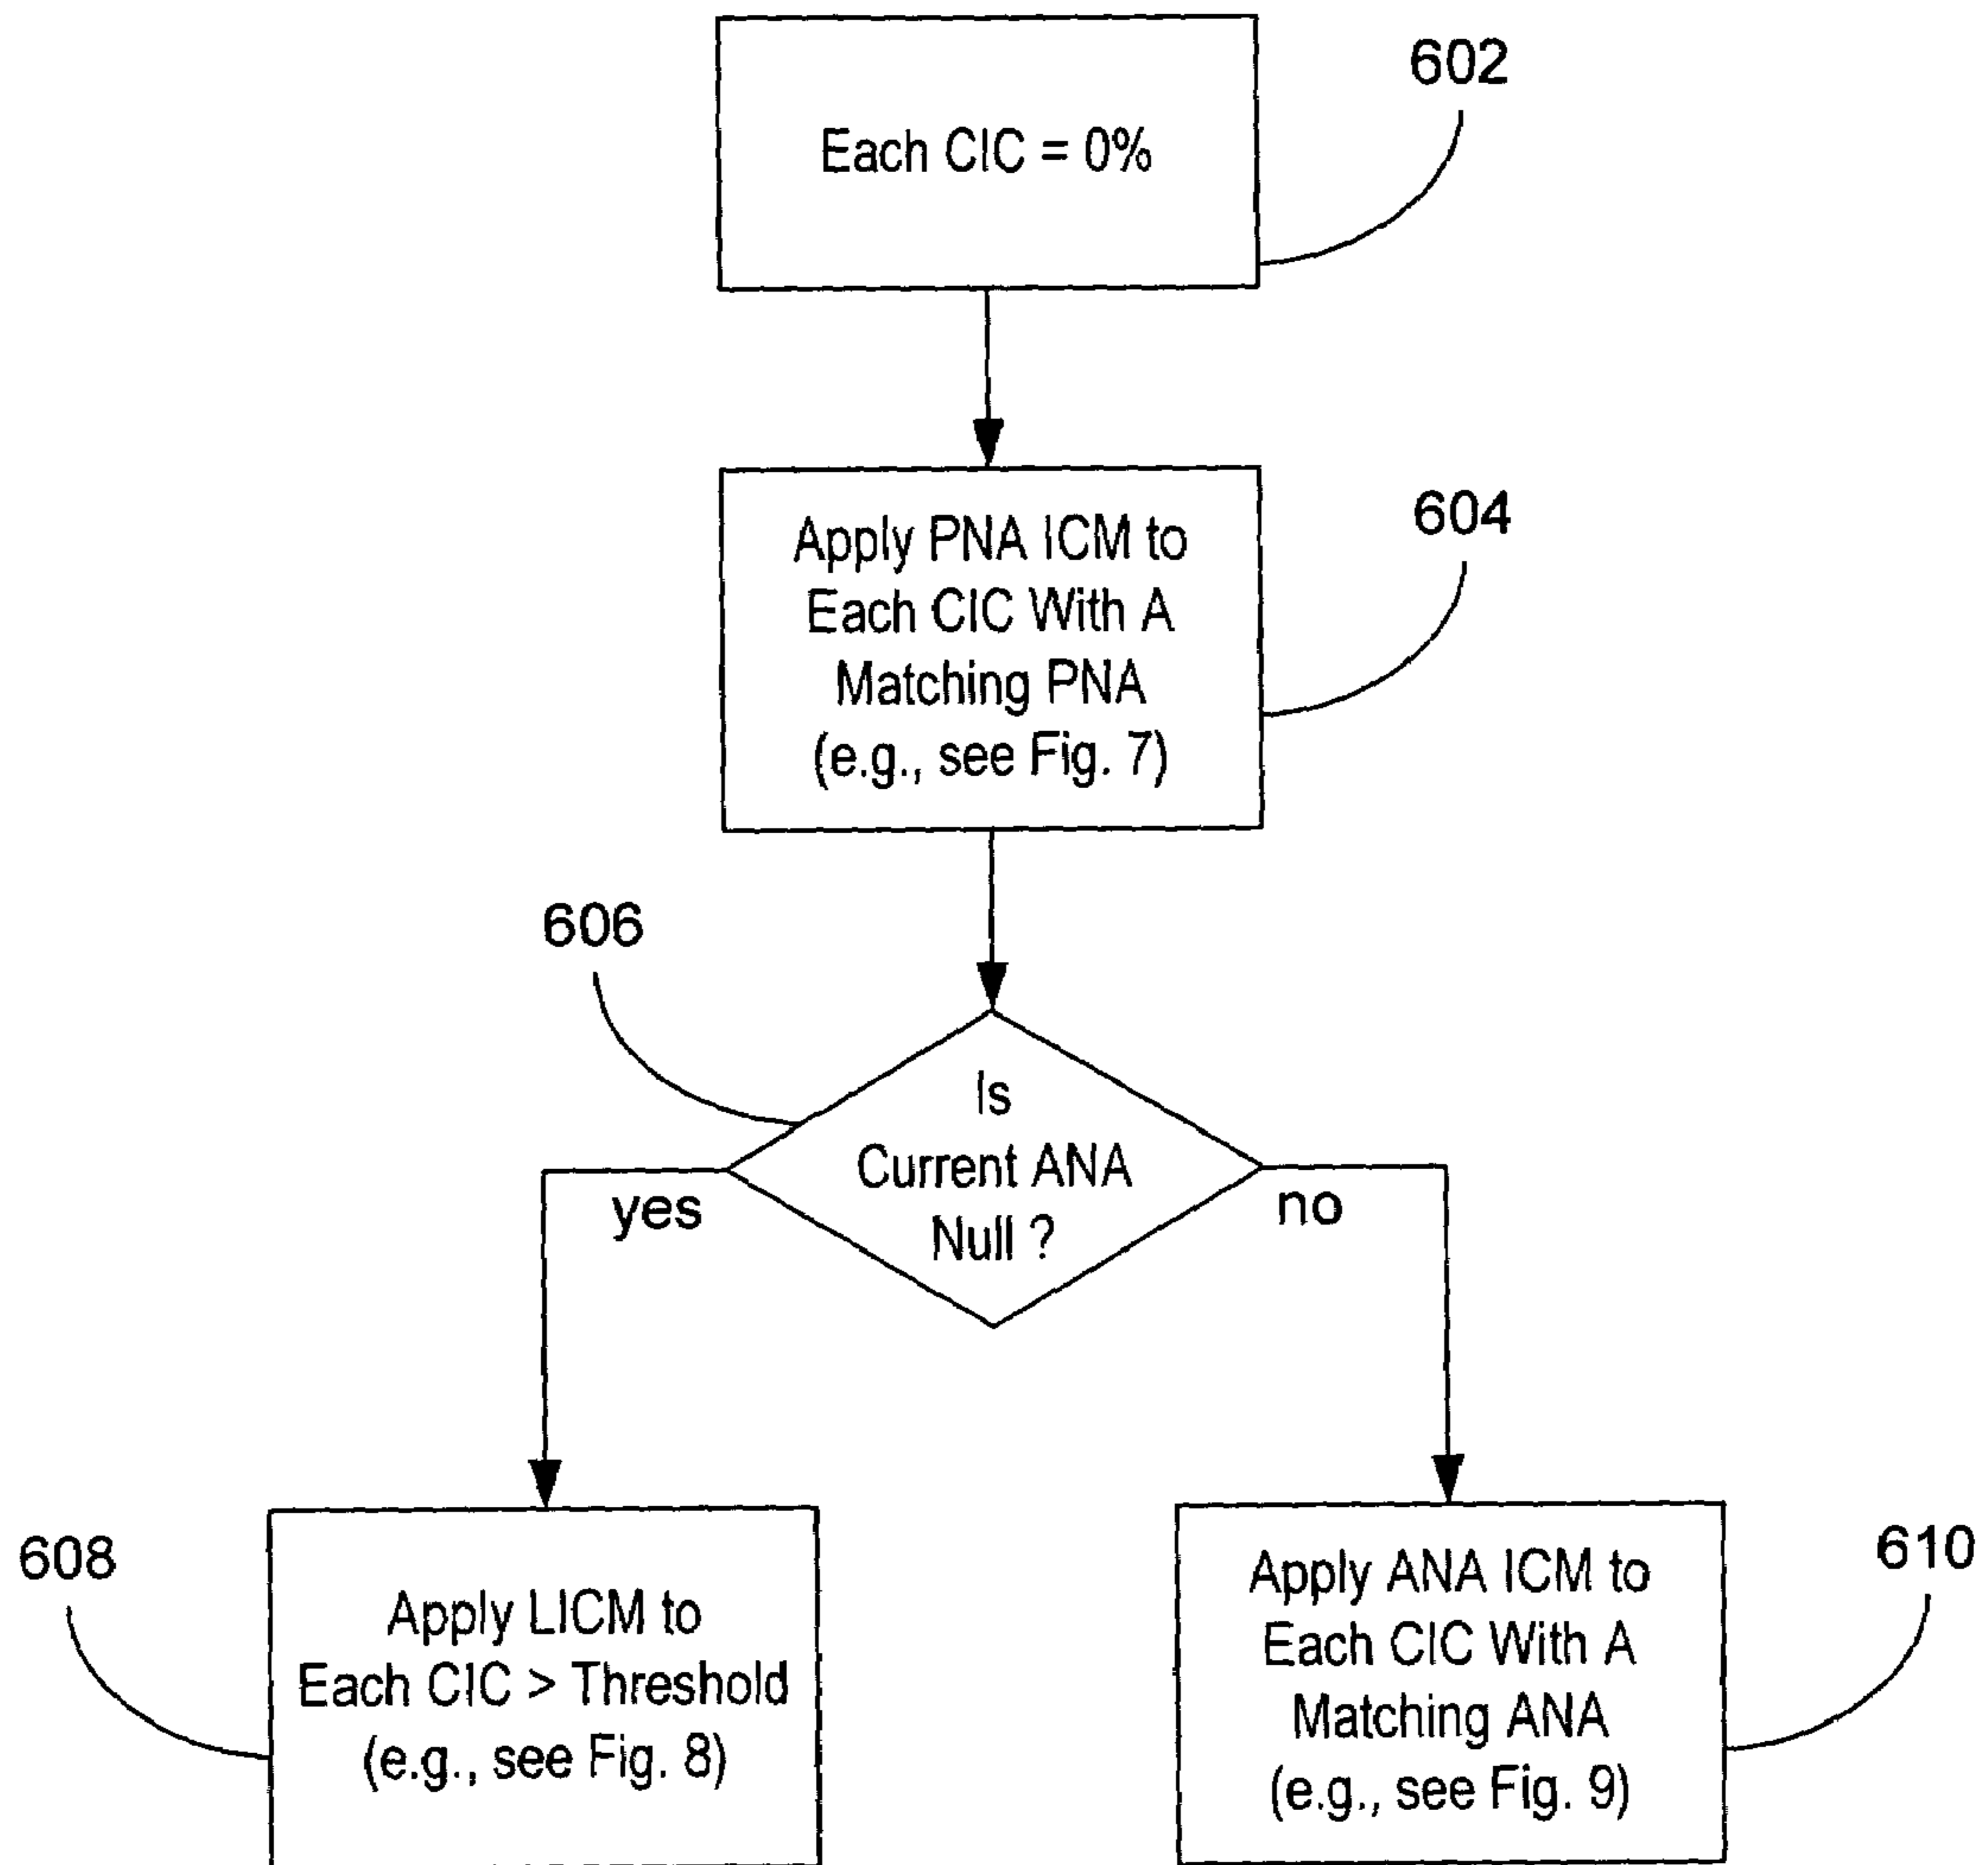 602
Each CIC = 0%
604
Apply PNA ICM to
Each CIC With A
Matching PNA
(e.g., see Fig. 7)
606
Is
Current ANA
Null ?
yes
no
608
Apply LICM to
Each CIC > Threshold
(e.g., see Fig. 8)
610
Apply ANA ICM to
Each CIC With A
Matching ANA
(e.g., see Fig. 9)